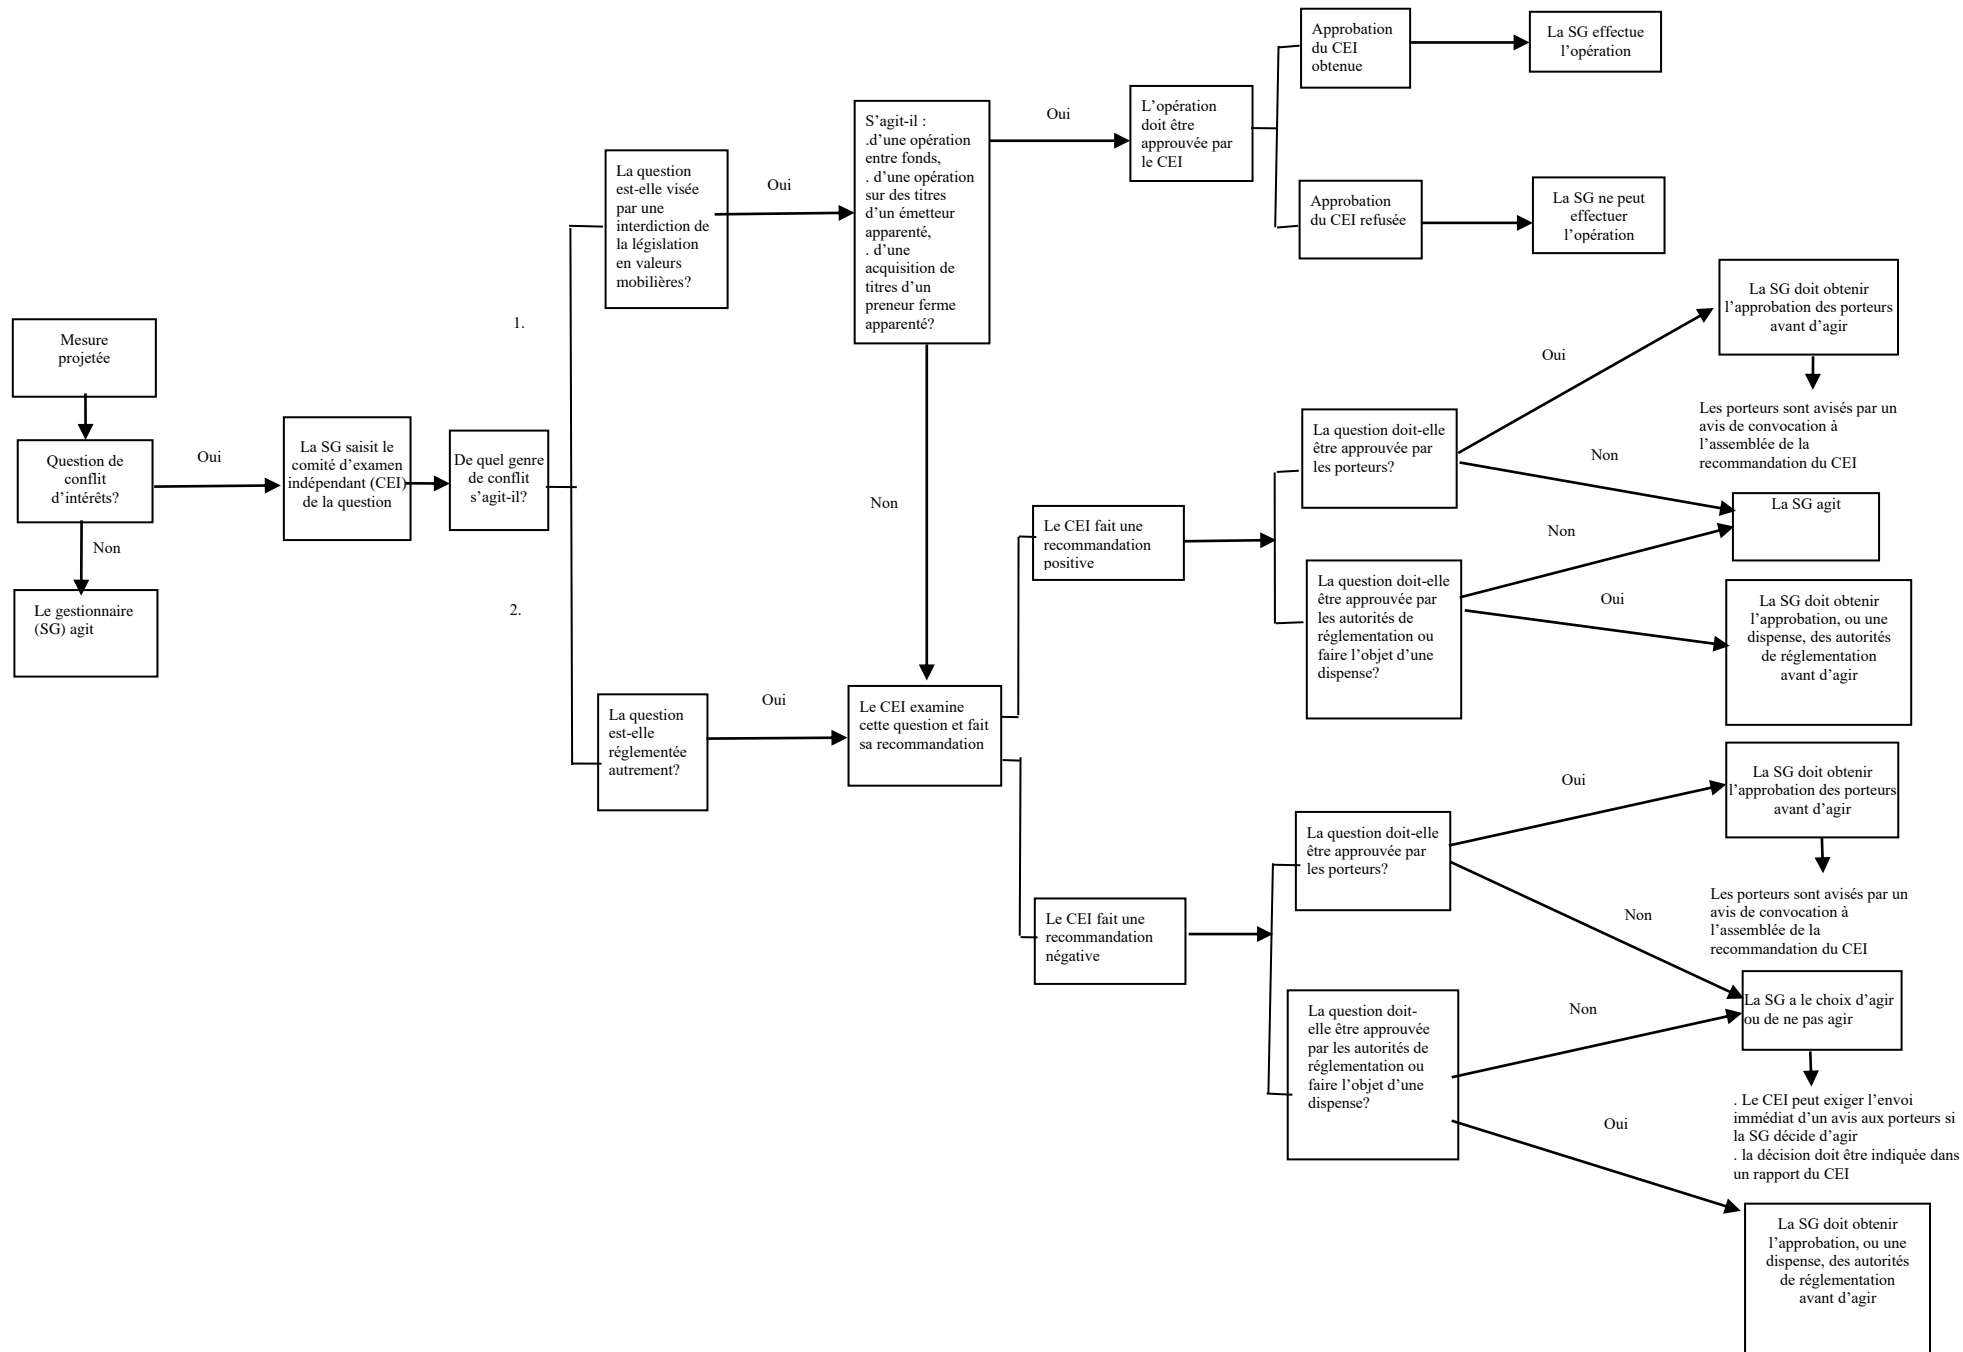 Mesure
projetée
Question de
conflit
d’intérêts?
Oui
Non
Le gestionnaire
(SG) agit
La SG saisit le
comité d’examen
indépendant (CEI)
de la question
De quel genre
de conflit
s’agit-il?
1.
2.
La question
est-elle visée
par une
interdiction de
la législation
en valeurs
mobilières?
Oui
S’agit-il :
.d’une opération
entre fonds,
. d’une opération
sur des titres
d’un émetteur
apparenté,
. d’une
acquisition de
titres d’un
preneur ferme
apparenté?
Oui
Non
L’opération
doit être
approuvée par
le CEI
Approbation
du CEI
obtenue
La SG effectue
l’opération
Approbation
du CEI refusée
La SG ne peut
effectuer
l’opération
La question
est-elle
réglementée
autrement?
Oui
Le CEI examine
cette question et fait
sa recommandation
Le CEI fait une
recommandation
positive
La question doit-elle
être approuvée par
les porteurs?
Oui
La SG doit obtenir
l’approbation des porteurs
avant d’agir
Les porteurs sont avisés par un
avis de convocation à
l’assemblée de la
recommandation du CEI
Non
La SG agit
La question doit-elle
être approuvée par
les autorités de
réglementation ou
faire l’objet d’une
dispense?
Non
Oui
La SG doit obtenir
l’approbation, ou une
dispense, des autorités
de réglementation
avant d’agir
Le CEI fait une
recommandation
négative
La question doit-elle
être approuvée par
les porteurs?
Oui
La SG doit obtenir
l’approbation des porteurs
avant d’agir
Les porteurs sont avisés par un
avis de convocation à
l’assemblée de la
recommandation du CEI
Non
La SG a le choix d’agir
ou de ne pas agir
. Le CEI peut exiger l’envoi
immédiat d’un avis aux porteurs si
la SG décide d’agir
. la décision doit être indiquée dans
un rapport du CEI
La question doit-
elle être approuvée
par les autorités de
réglementation ou
faire l’objet d’une
dispense?
Non
Oui
La SG doit obtenir
l’approbation, ou une
dispense, des autorités
de réglementation
avant d’agir